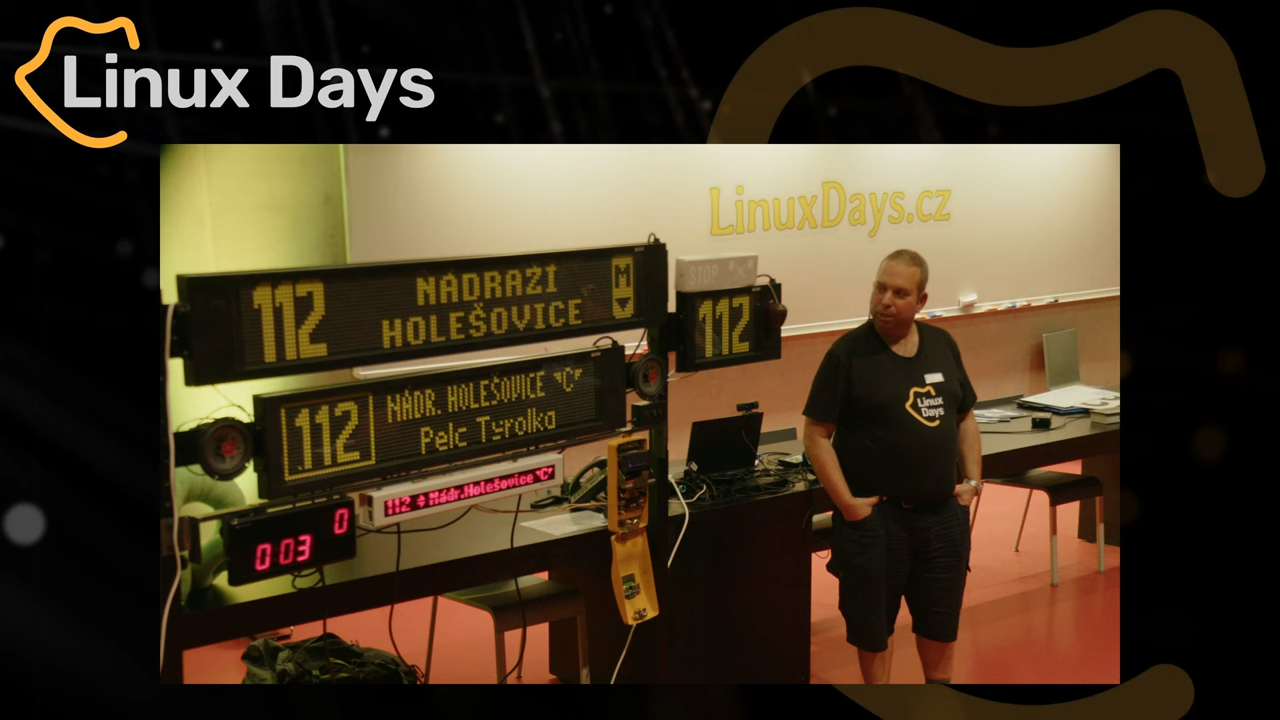 Linux Days
LinuxDays.cz
112 NÁDRAŽÍ
HOLEŠOVICE M
STOP
112
112 NÁDR. HOLEŠOVICE
Pelc Tyrolka
112 Nádr.Holešovice
0
0:03
Linux
Days